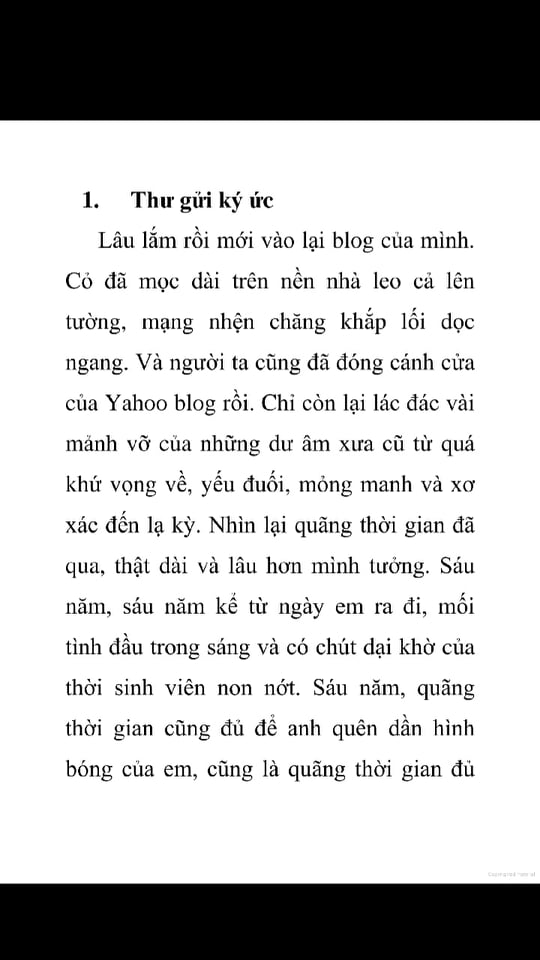 1. Thư gửi ký ức
Lâu lắm rồi mới vào lại blog của mình.
Cỏ đã mọc dài trên nền nhà leo cả lên
tường, mạng nhện chăng khắp lối dọc
ngang. Và người ta cũng đã đóng cánh cửa
của Yahoo blog rồi. Chỉ còn lại lác đác vài
mảnh vỡ của những dư âm xưa cũ từ quá
khứ vọng về, yếu đuối, mỏng manh và xơ
xác đến lạ kỳ. Nhìn lại quãng thời gian đã
qua, thật dài và lâu hơn mình tưởng. Sáu
năm, sáu năm kể từ ngày em ra đi, mối
tình đầu trong sáng và có chút dại khờ của
thời sinh viên non nớt. Sáu năm, quãng
thời gian cũng đủ để anh quên dần hình
bóng của em, cũng là quãng thời gian đủ